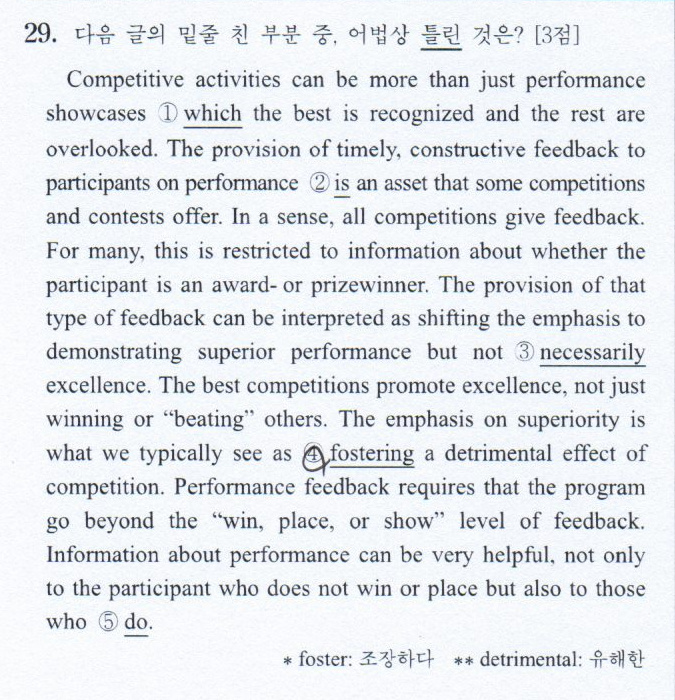 29. 다음 글의 밑줄 친 부분 중, 어법상 틀린 것은? [3점]
Competitive activities can be more than just performance
showcases ① which the best is recognized and the rest are
overlooked. The provision of timely, constructive feedback to
participants on performance ② is an asset that some competitions
and contests offer. In a sense, all competitions give feedback.
For many, this is restricted to information about whether the
participant is an award- or prizewinner. The provision of that
type of feedback can be interpreted as shifting the emphasis to
demonstrating superior performance but not ③ necessarily
excellence. The best competitions promote excellence, not just
winning or “beating” others. The emphasis on superiority is
what we typically see as ④ fostering a detrimental effect of
competition. Performance feedback requires that the program
go beyond the “win, place, or show” level of feedback.
Information about performance can be very helpful, not only
to the participant who does not win or place but also to those
who ⑤ do.
* foster: 조장하다 ** detrimental: 유해한